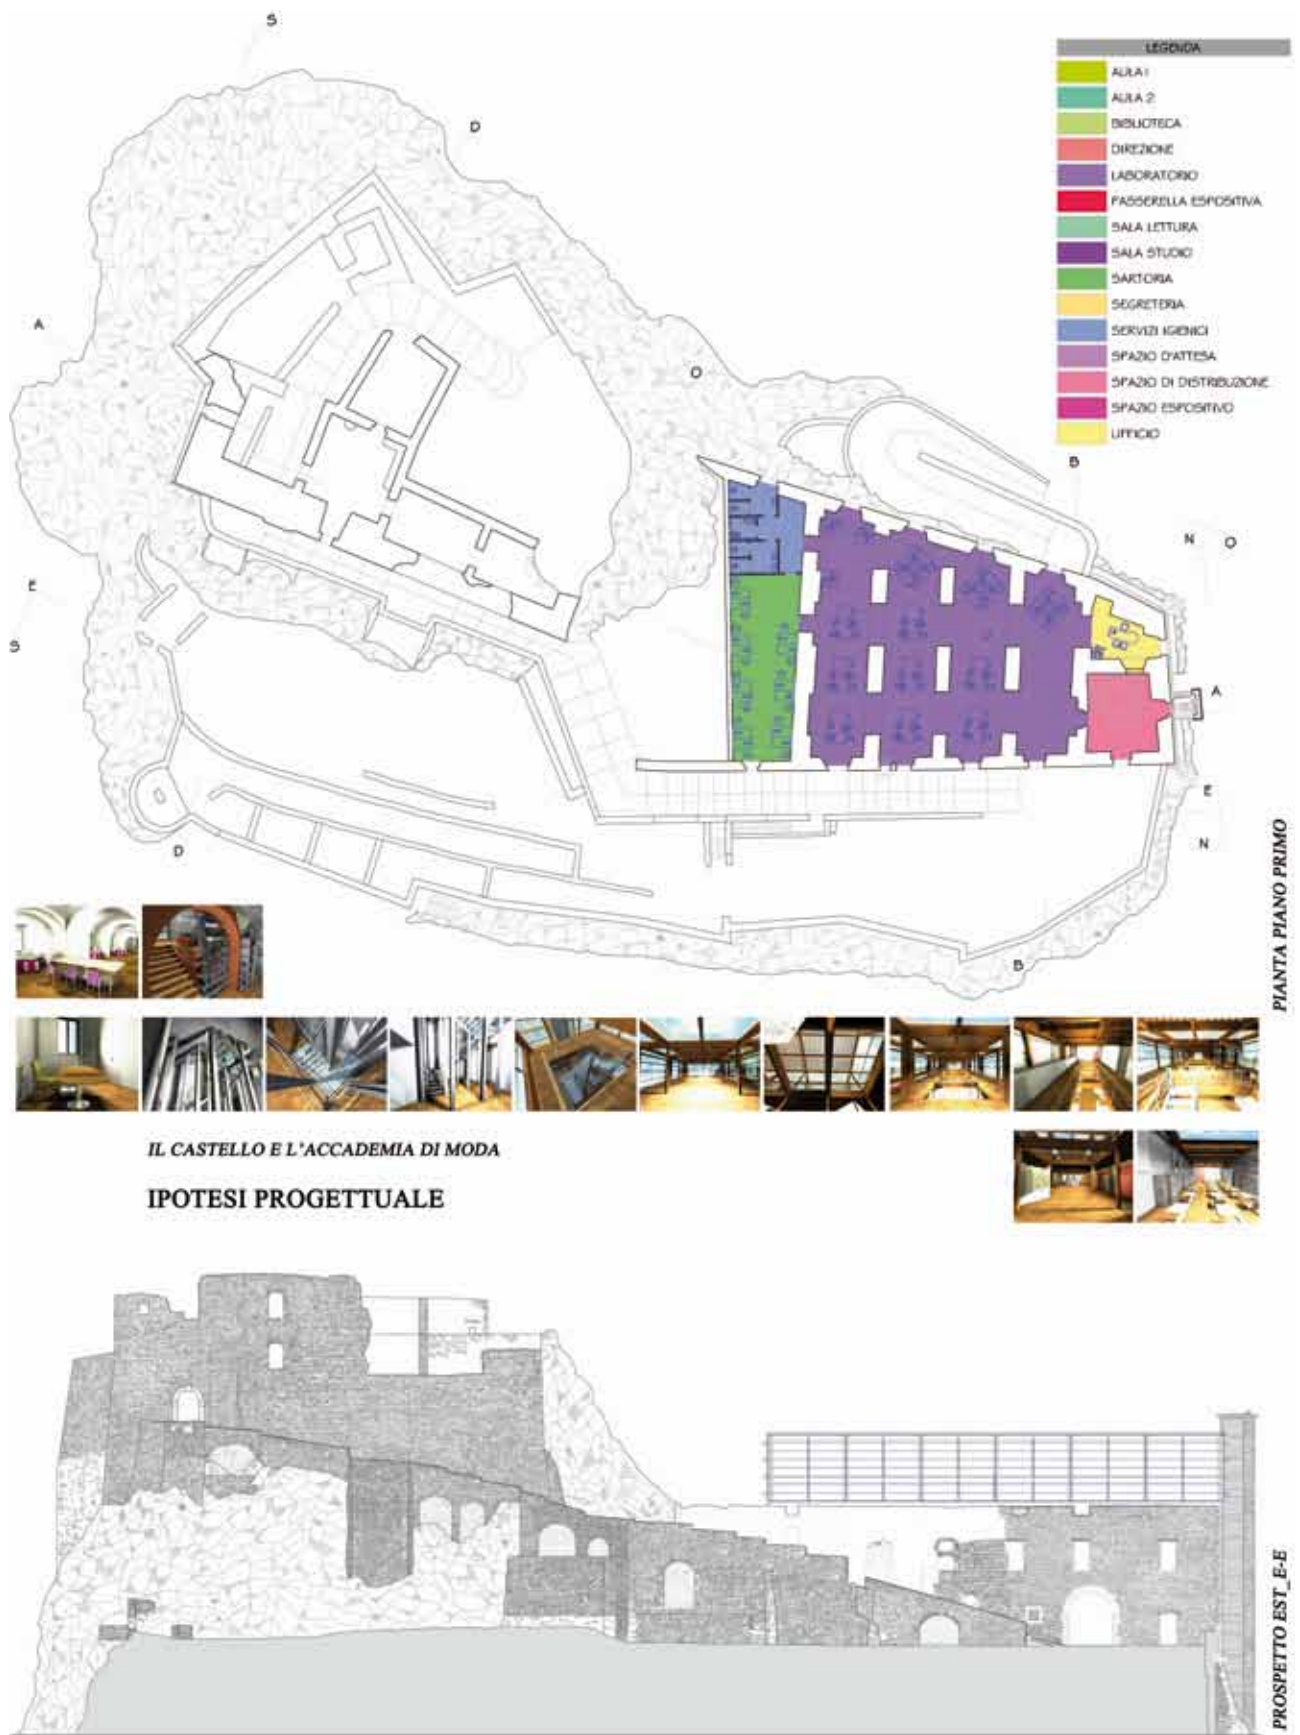 S
D
A
O
E
S
D
B
N O
A
E
N
B
LEGENDA
AULA 1
AULA 2
BIBLIOTECA
DIREZIONE
LABORATORIO
PASSERELLA ESPOSITIVA
SALA LETTURA
SALA STUDIO
SARTORIA
SEGRETERIA
SERVIZI IGIENICI
SPAZIO D'ATTESA
SPAZIO DI DISTRIBUZIONE
SPAZIO ESPOSITIVO
UFFICIO
PIANTA PIANO PRIMO
IL CASTELLO E L'ACCADEMIA DI MODA
IPOTESI PROGETTUALE
PROSPETTO EST_E-E